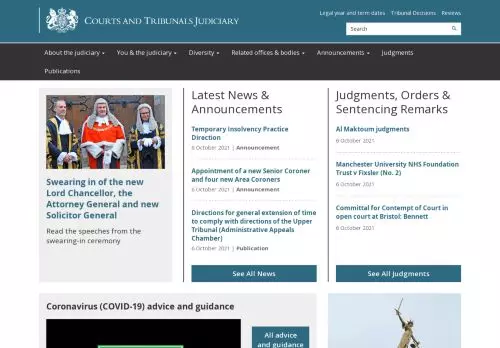 Courts and Tribunals Judiciary
Legal year and term dates Tribunal Decisions Reviews
Search
About the judiciary You & the judiciary Diversity Related offices & bodies Announcements Judgments
Publications
Swearing in of the new
Lord Chancellor, the
Attorney General and new
Solicitor General
Read the speeches from the
swearing-in ceremony
Latest News &
Announcements
Temporary Insolvency Practice
Direction
6 October 2021 | Announcement
Appointment of a new Senior Coroner
and four new Area Coroners
6 October 2021 | Announcement
Directions for general extension of time
to comply with directions of the Upper
Tribunal (Administrative Appeals
Chamber)
6 October 2021 | Publication
See All News
Judgments, Orders &
Sentencing Remarks
Al Maktoum judgments
6 October 2021
Manchester University NHS Foundation
Trust v Fixsler (No. 2)
6 October 2021
Committal for Contempt of Court in
open court at Bristol: Bennett
6 October 2021
See All Judgments
Coronavirus (COVID-19) advice and guidance
All advice
and guidance